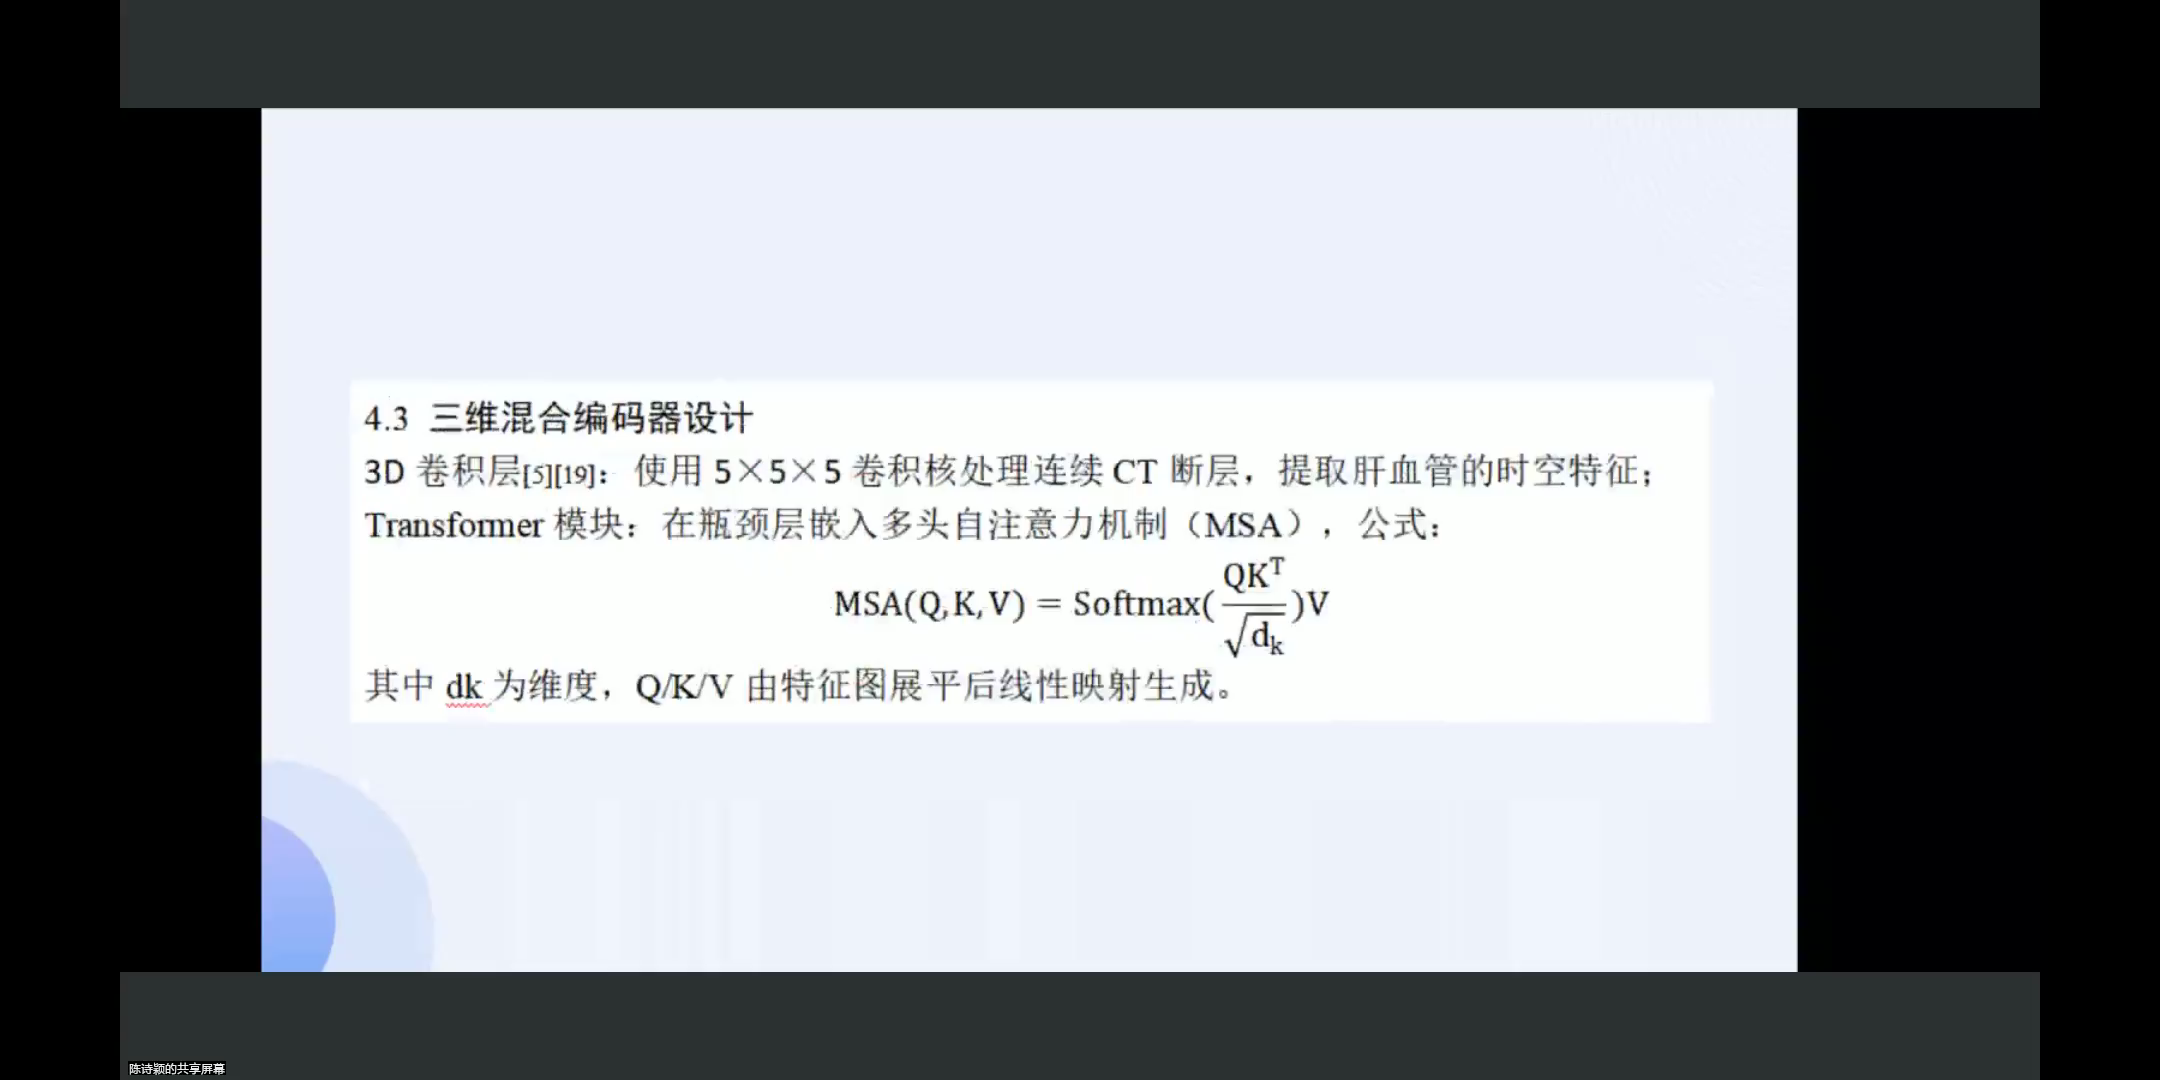 4.3 三维混合编码器设计
3D 卷积层[5][19]：使用 5×5×5 卷积核处理连续 CT 断层，提取肝血管的时空特征；
Transformer 模块：在瓶颈层嵌入多头自注意力机制（MSA），公式：
MSA(Q,K,V) = Softmax(QK^T/√d_k)V
其中 dk 为维度，Q/K/V 由特征图展平后线性映射生成。
陈诗颖的共享屏幕